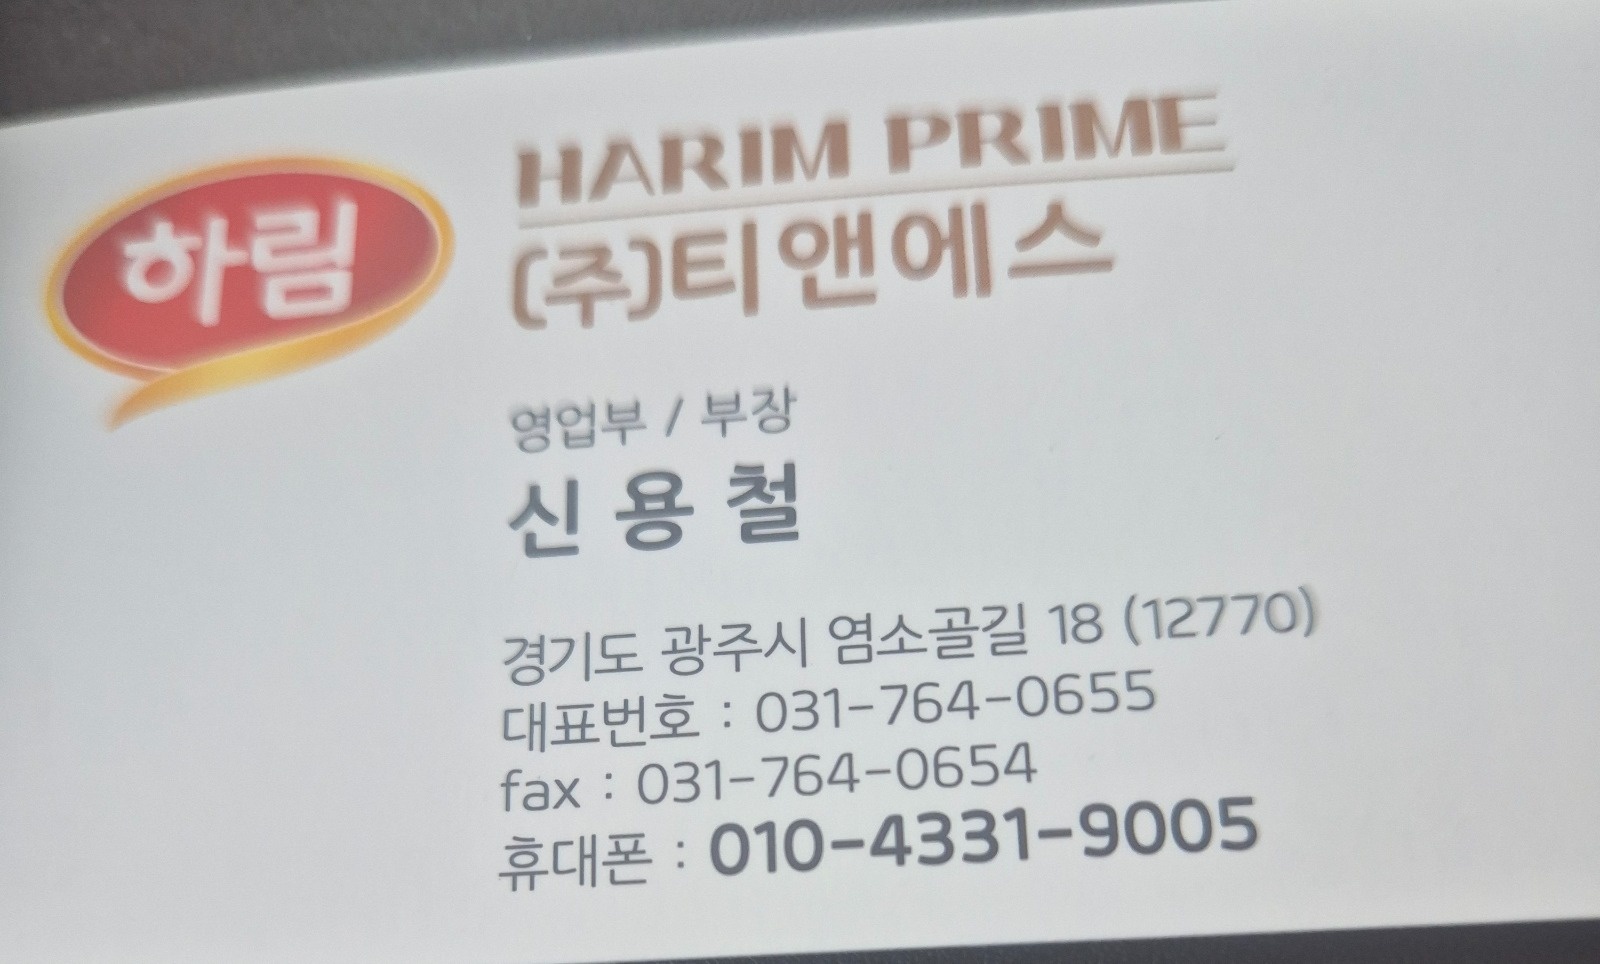 하림
HARIM PRIME
(주)티앤에스
영업부 / 부장
신용철
경기도 광주시 염소골길 18 (12770)
대표번호 : 031-764-0655
fax : 031-764-0654
휴대폰 : 010-4331-9005